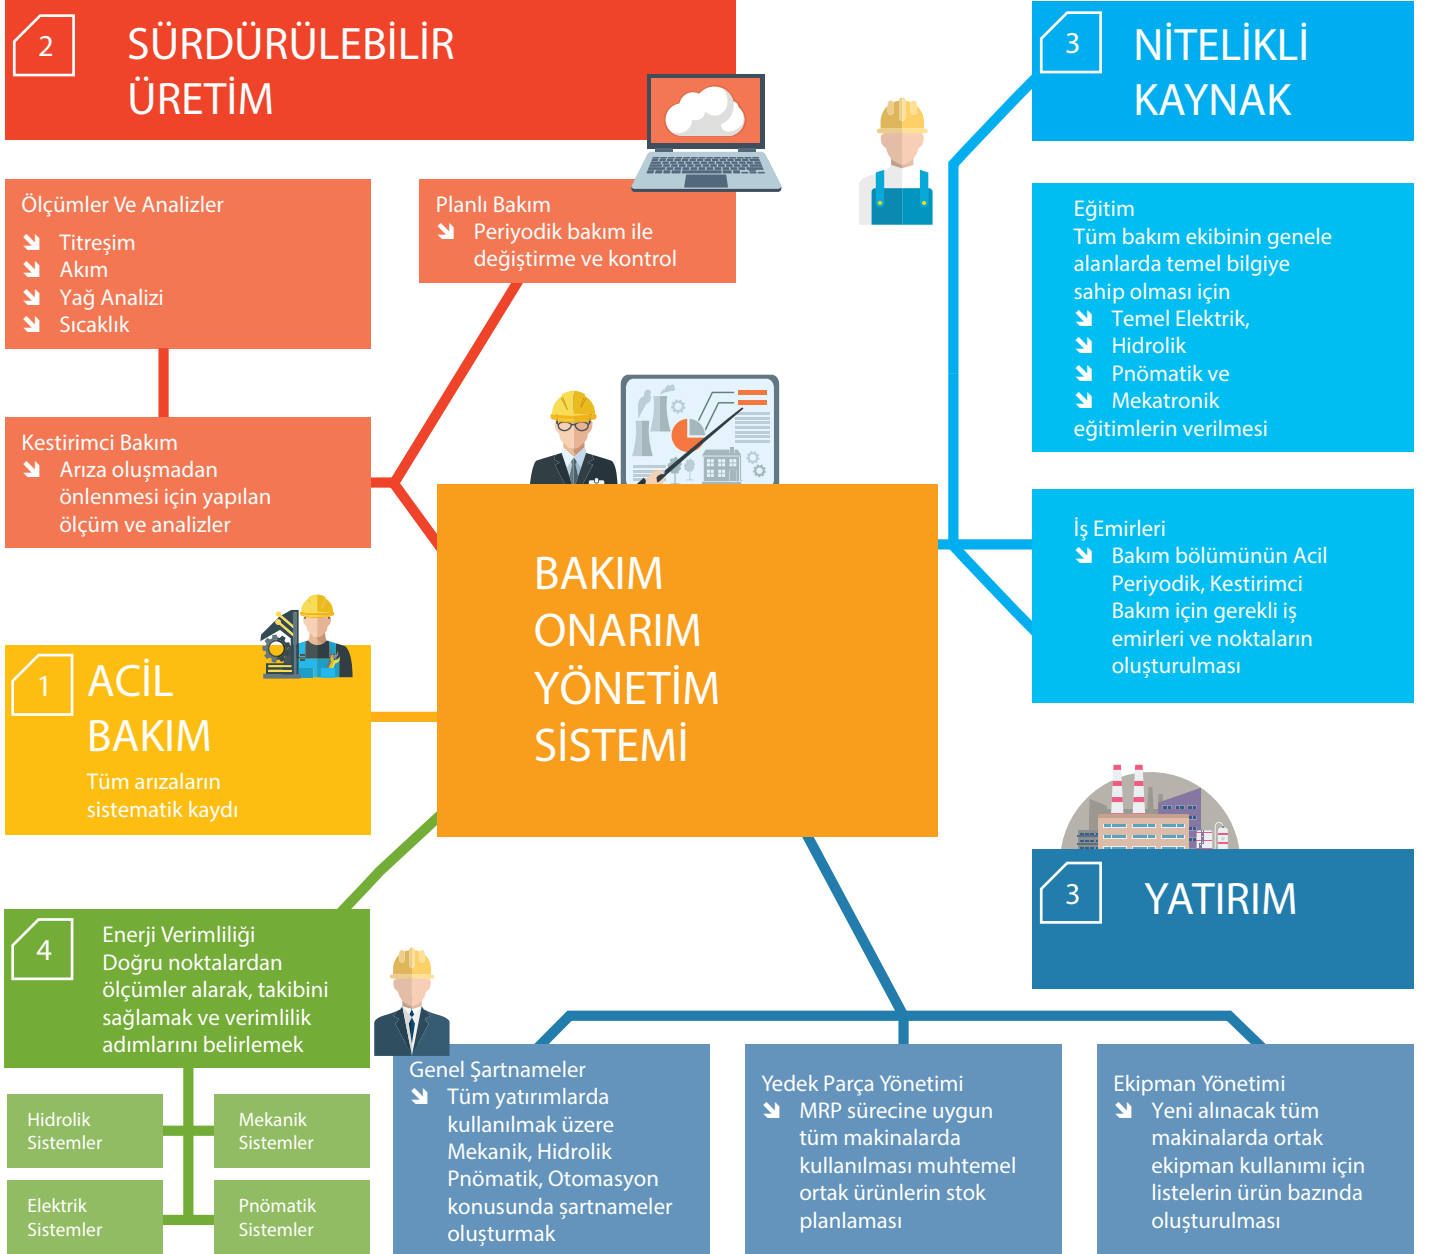 2
SÜRDÜRÜLEBİLİR
ÜRETİM
Ölçümler Ve Analizler
Titreşim
Akım
Yağ Analizi
Sıcaklık
Planlı Bakım
Periyodik bakım ile
değiştirme ve kontrol
Kestirimci Bakım
Arıza oluşmadan
önlenmesi için yapılan
ölçüm ve analizler
3
NİTELİKLİ
KAYNAK
Eğitim
Tüm bakım ekibinin genele
alanlarda temel bilgiye
sahip olması için
Temel Elektrik,
Hidrolik
Pnömatik ve
Mekatronik
eğitimlerin verilmesi
İş Emirleri
Bakım bölümünün Acil
Periyodik, Kestirimci
Bakım için gerekli iş
emirleri ve noktaların
oluşturulması
BAKIM
ONARIM
YÖNETİM
SİSTEMİ
1
ACİL
BAKIM
Tüm arızaların
sistematik kaydı
4
Enerji Verimliliği
Doğru noktalardan
ölçümler alarak, takibini
sağlamak ve verimlilik
adımlarını belirlemek
Hidrolik
Sistemler
Mekanik
Sistemler
Elektrik
Sistemler
Pnömatik
Sistemler
3
YATIRIM
Genel Şartnameler
Tüm yatırımlarda
kullanılmak üzere
Mekanik, Hidrolik
Pnömatik, Otomasyon
konusunda şartnameler
oluşturmak
Yedek Parça Yönetimi
MRP sürecine uygun
tüm makinalarda
kullanılması muhtemel
ortak ürünlerin stok
planlaması
Ekipman Yönetimi
Yeni alınacak tüm
makinalarda ortak
ekipman kullanımı için
listelerin ürün bazında
oluşturulması